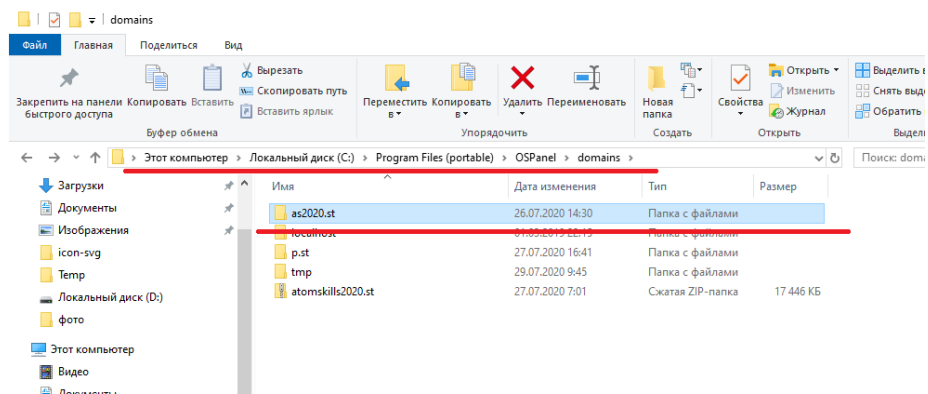 domains
Файл Главная Поделиться Вид
Закрепить на панели быстрого доступа
Копировать
Вставить
Вырезать
Скопировать путь
Вставить ярлык
Переместить в
Копировать в
Удалить
Переименовать
Новая папка
Свойства
Открыть
Изменить
Журнал
Выделить в
Снять выд
Обратить
Буфер обмена Упорядочить Создать Открыть Выдел
Этот компьютер > Локальный диск (C:) > Program Files (portable) > OSPanel > domains >
Поиск: doma
Имя Дата изменения Тип Размер
Загрузки
Документы
Изображения
icon-svg
Temp
Локальный диск (D:)
фото
Этот компьютер
Видео
Документы
as2020.st 26.07.2020 14:30 Папка с файлами
localhost Папка с файлами
p.st 27.07.2020 16:41 Папка с файлами
tmp 29.07.2020 9:45 Папка с файлами
atomskills2020.st 27.07.2020 7:01 Сжатая ZIP-папка 17 446 КБ